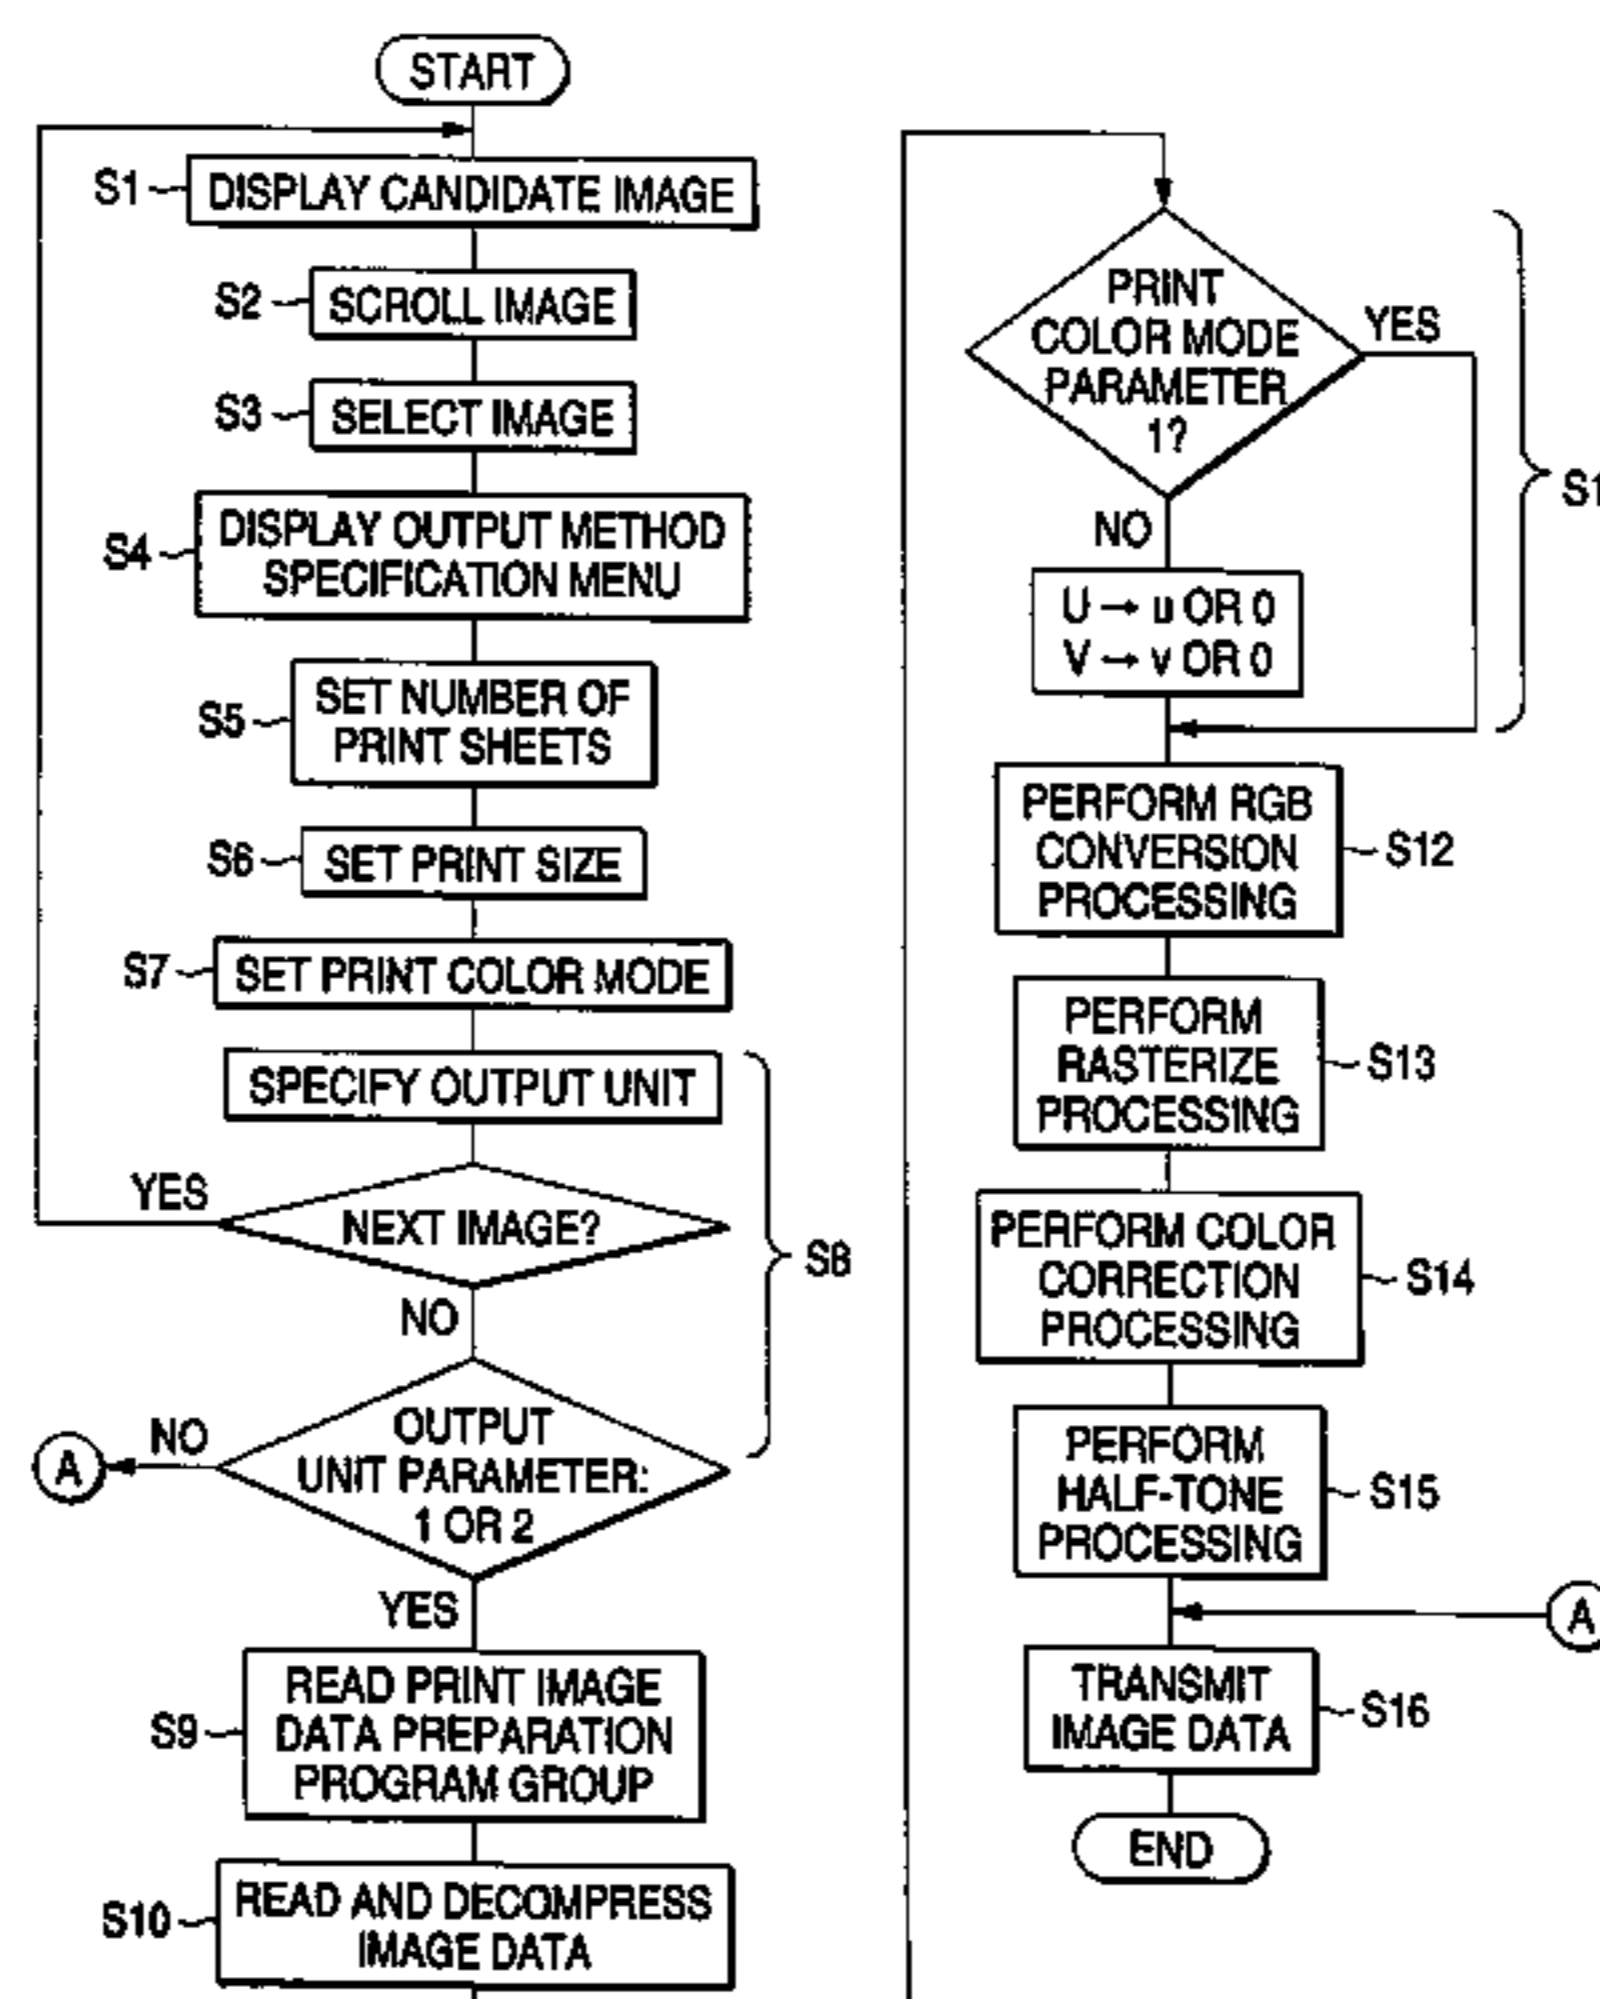 START
S1
DISPLAY CANDIDATE IMAGE
S2
SCROLL IMAGE
S3
SELECT IMAGE
S4
DISPLAY OUTPUT METHOD
SPECIFICATION MENU
S5
SET NUMBER OF
PRINT SHEETS
S6
SET PRINT SIZE
S7
SET PRINT COLOR MODE
SPECIFY OUTPUT UNIT
YES
NEXT IMAGE?
S8
NO
OUTPUT
UNIT PARAMETER:
1 OR 2
NO
A
YES
S9
READ PRINT IMAGE
DATA PREPARATION
PROGRAM GROUP
S10
READ AND DECOMPRESS
IMAGE DATA
PRINT
COLOR MODE
PARAMETER
1?
YES
NO
U → u OR 0
V → v OR 0
PERFORM RGB
CONVERSION
PROCESSING
S12
PERFORM
RASTERIZE
PROCESSING
S13
PERFORM COLOR
CORRECTION
PROCESSING
S14
PERFORM
HALF-TONE
PROCESSING
S15
A
TRANSMIT
IMAGE DATA
S16
END